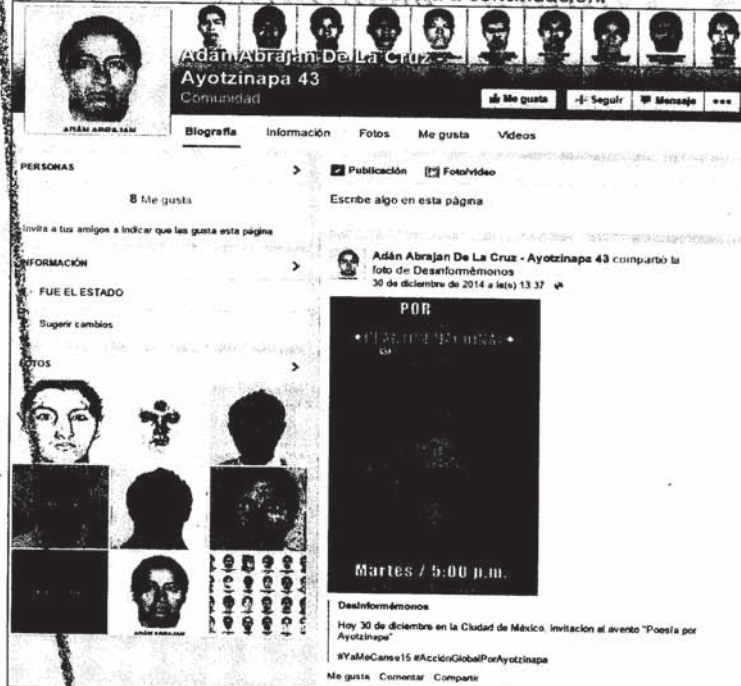 a continuación.
Adán Abrajan De La Cruz -
Ayotzinapa 43
Comunidad
Me gusta
Seguir
Mensaje
ADÁN ABRAJAN
Biografía Información Fotos Me gusta Videos
PERSONAS
8 Me gusta
Invita a tus amigos a indicar que les gusta esta página
INFORMACIÓN
FUE EL ESTADO
Sugerir cambios
FOTOS
ADÁN ABRAJAN
Publicación Foto/video
Escribe algo en esta página
Adán Abrajan De La Cruz - Ayotzinapa 43 compartió la
foto de Desinformémonos
30 de diciembre de 2014 a la(s) 13:37
POR
Martes / 5:00 p.m.
Desinformémonos
Hoy 30 de diciembre en la Ciudad de México, invitación al evento "Poesía por
Ayotzinapa"
#YaMeCanse15 #AcciónGlobalPorAyotzinapa
Me gusta Comentar Compartir